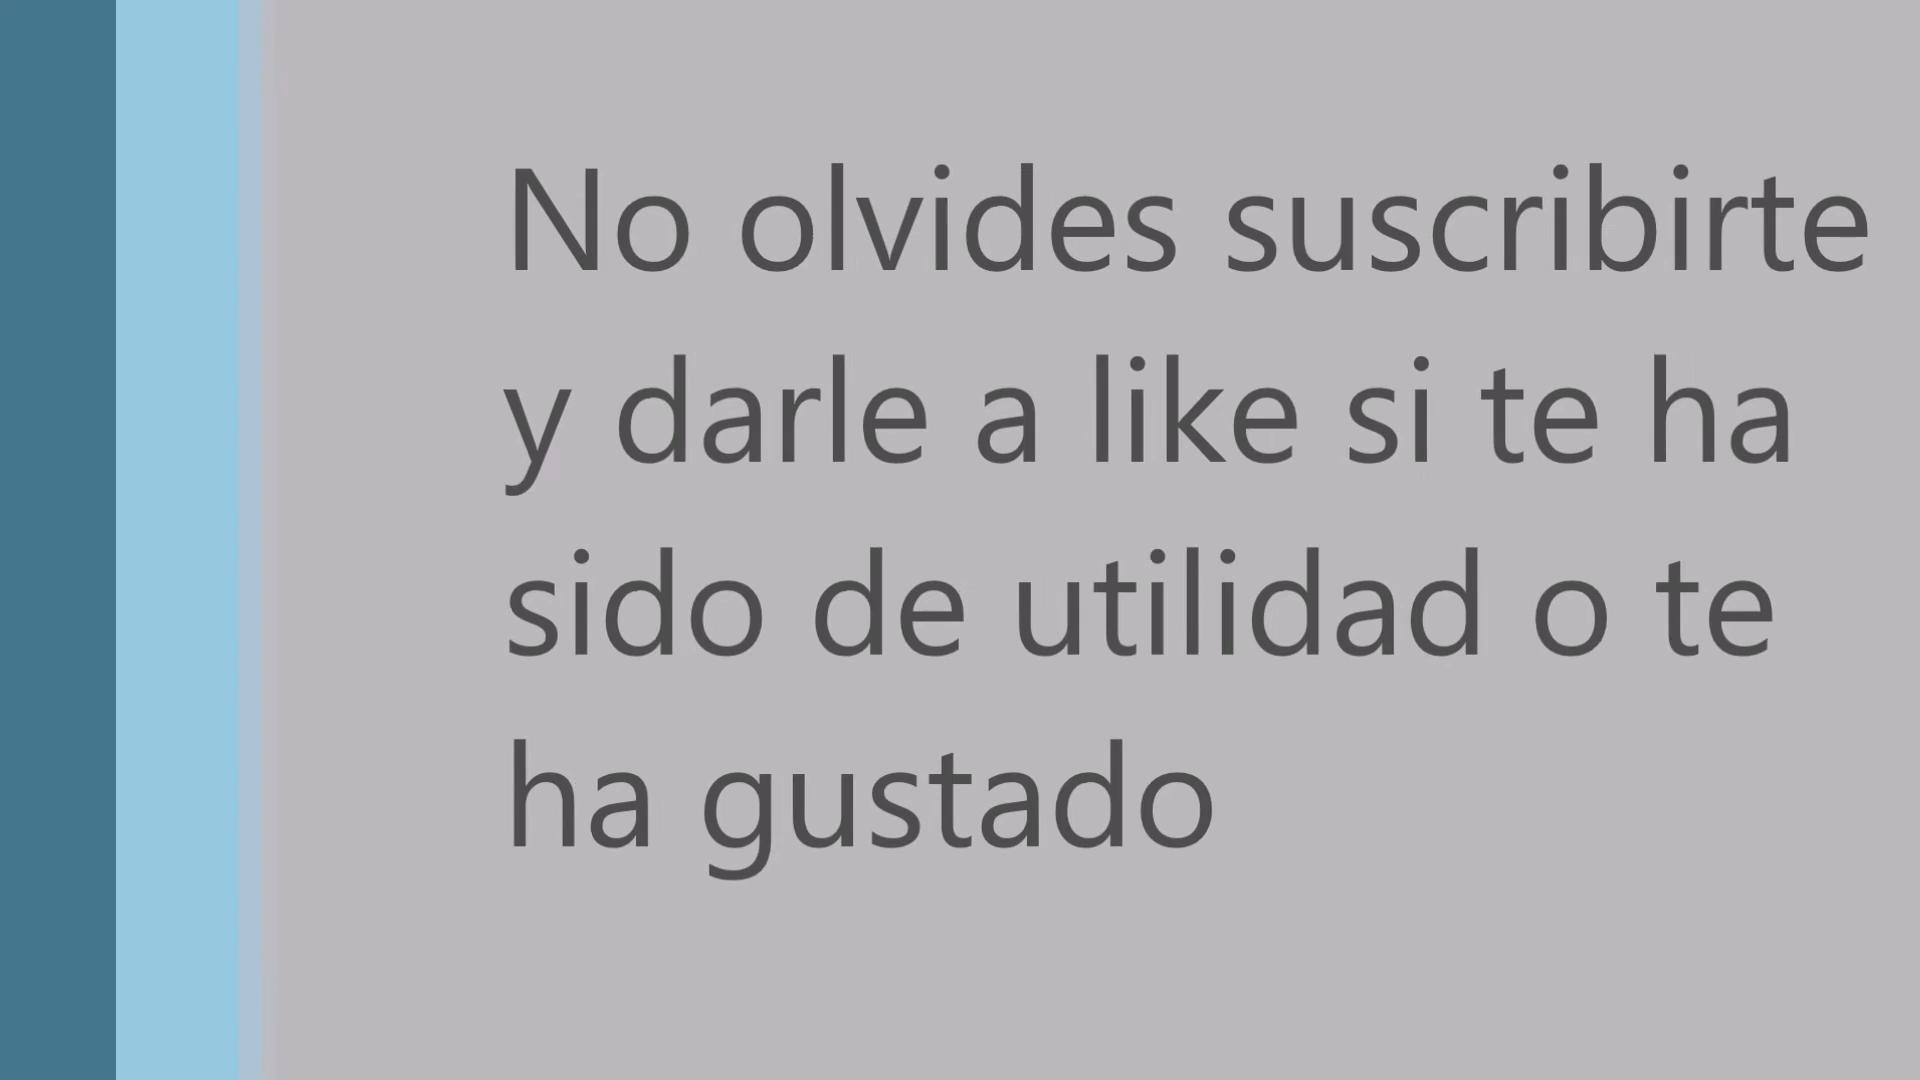 No olvides suscribirte
y darle a like si te ha
sido de utilidad o te
ha gustado